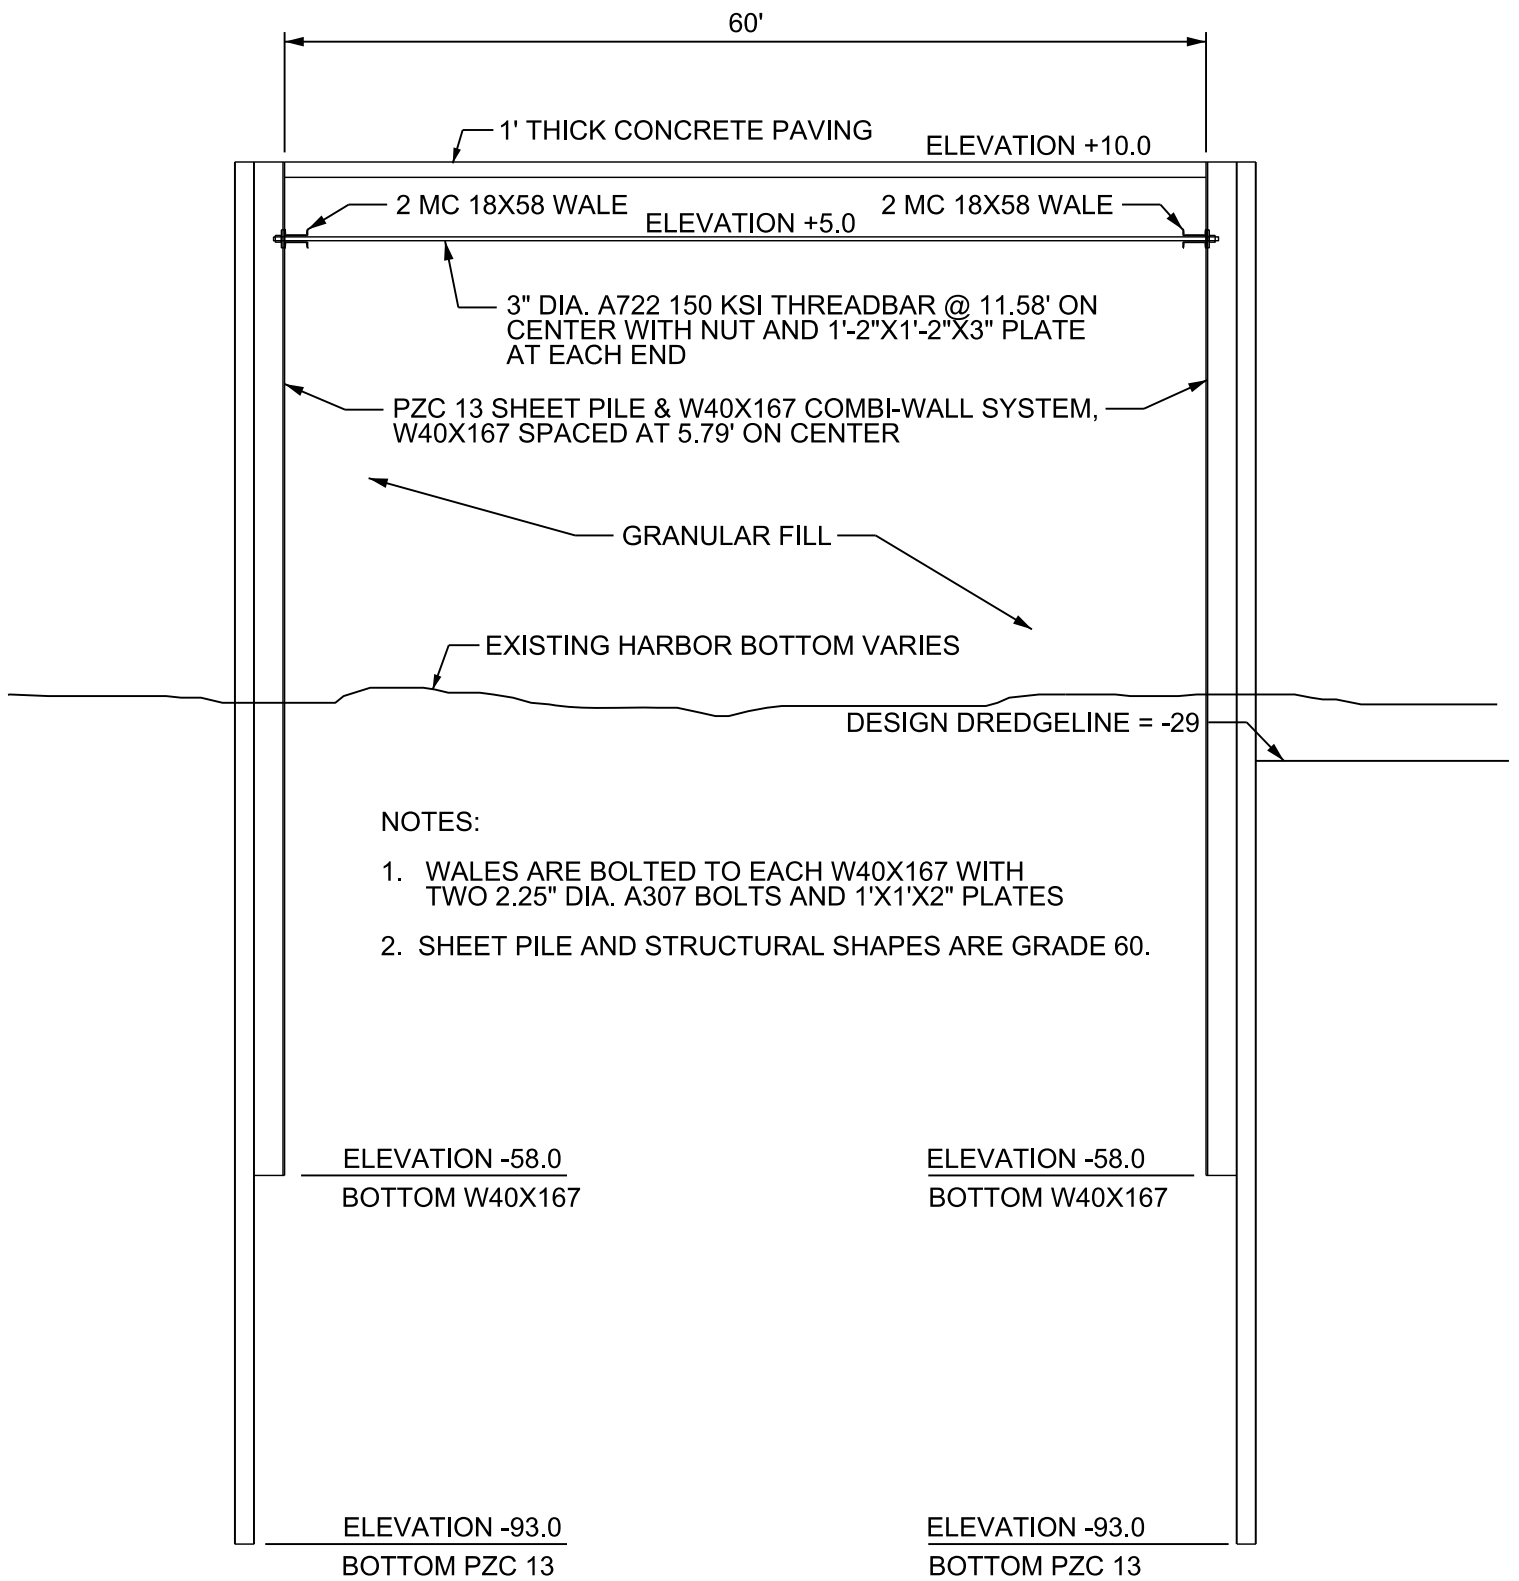 60'
1' THICK CONCRETE PAVING
ELEVATION +10.0
2 MC 18X58 WALE
2 MC 18X58 WALE
ELEVATION +5.0
3" DIA. A722 150 KSI THREADBAR @ 11.58' ON
CENTER WITH NUT AND 1'-2"X1'-2"X3" PLATE
AT EACH END
PZC 13 SHEET PILE & W40X167 COMBI-WALL SYSTEM,
W40X167 SPACED AT 5.79' ON CENTER
GRANULAR FILL
EXISTING HARBOR BOTTOM VARIES
DESIGN DREDGELINE = -29
NOTES:
1. WALES ARE BOLTED TO EACH W40X167 WITH
TWO 2.25" DIA. A307 BOLTS AND 1'X1'X2" PLATES
2. SHEET PILE AND STRUCTURAL SHAPES ARE GRADE 60.
ELEVATION -58.0
BOTTOM W40X167
ELEVATION -58.0
BOTTOM W40X167
ELEVATION -93.0
BOTTOM PZC 13
ELEVATION -93.0
BOTTOM PZC 13